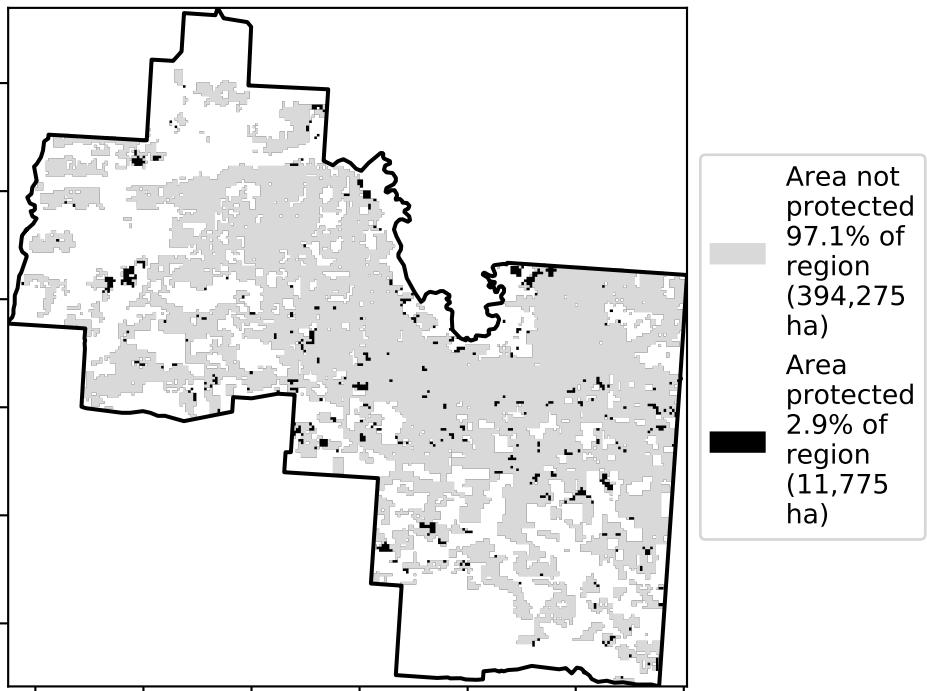 Area not
protected
97.1% of
region
(394,275
ha)
Area
protected
2.9% of
region
(11,775
ha)